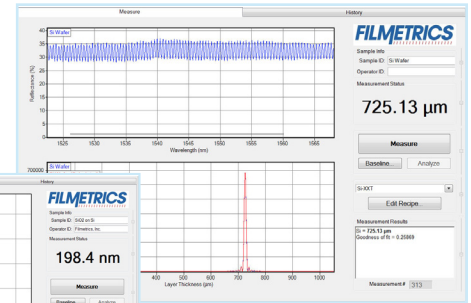 Measure
History
FILMETRICS
Sample Info
Sample ID: Si Wafer
Operator ID:
Measurement Status
725.13 µm
Measure
Baseline...
Analyze
Si-XXT
Edit Recipe...
Measurement Results
Si = 725.13 µm
Goodness of fit = 0.25869
Measurement # 313
Si Wafer
Reflectance (%)
40
35
30
25
20
15
10
5
0
1525
1530
1535
1540
1545
1550
1555
1560
1565
Wavelength (nm)
700000
Si Wafer
400
500
600
700
800
900
1000
Layer Thickness (µm)
History
FILMETRICS
Sample Info
Sample ID: SiO2 on Si
Operator ID: Filmetrics, Inc.
Measurement Status
198.4 nm
Measure
Baseline
Analyze